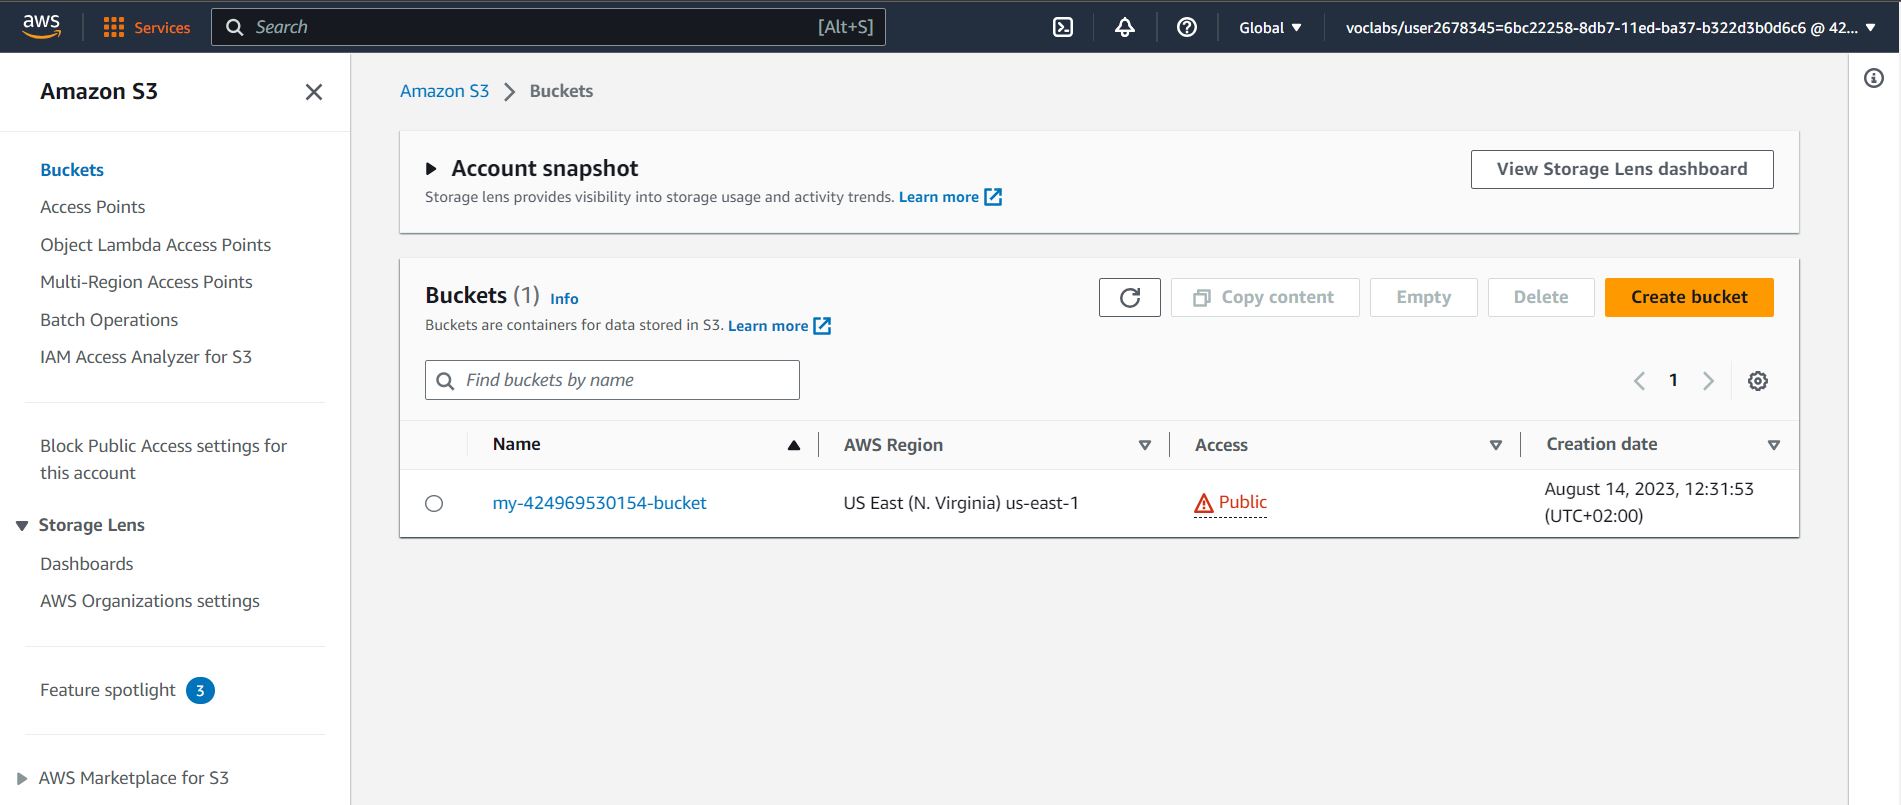 aws
Services
Search [Alt+S]
Global
voclabs/user2678345=6bc22258-8db7-11ed-ba37-b322d3b0d6c6 @ 42...
Amazon S3
Buckets
Access Points
Object Lambda Access Points
Multi-Region Access Points
Batch Operations
IAM Access Analyzer for S3
Block Public Access settings for
this account
Storage Lens
Dashboards
AWS Organizations settings
Feature spotlight 3
AWS Marketplace for S3
Amazon S3 > Buckets
Account snapshot
Storage lens provides visibility into storage usage and activity trends. Learn more
View Storage Lens dashboard
Buckets (1) Info
Buckets are containers for data stored in S3. Learn more
Copy content
Empty
Delete
Create bucket
Find buckets by name
1
Name AWS Region Access Creation date
my-424969530154-bucket US East (N. Virginia) us-east-1 Public August 14, 2023, 12:31:53
(UTC+02:00)